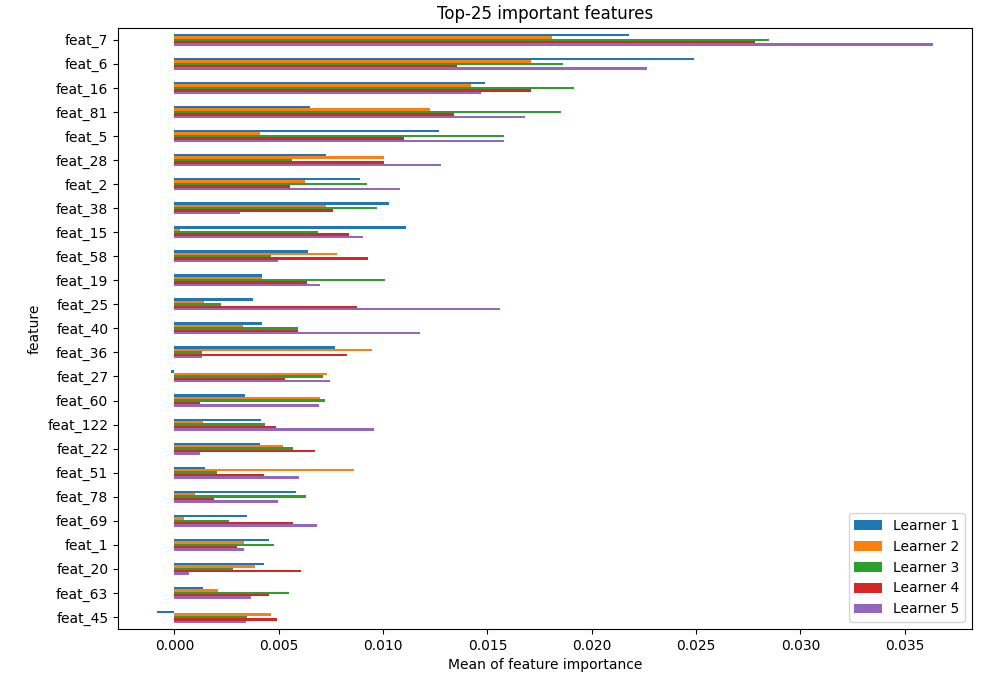 Top-25 important features
feature
feat_7
feat_6
feat_16
feat_81
feat_5
feat_28
feat_2
feat_38
feat_15
feat_58
feat_19
feat_25
feat_40
feat_36
feat_27
feat_60
feat_122
feat_22
feat_51
feat_78
feat_69
feat_1
feat_20
feat_63
feat_45
Learner 1
Learner 2
Learner 3
Learner 4
Learner 5
0.000 0.005 0.010 0.015 0.020 0.025 0.030 0.035
Mean of feature importance